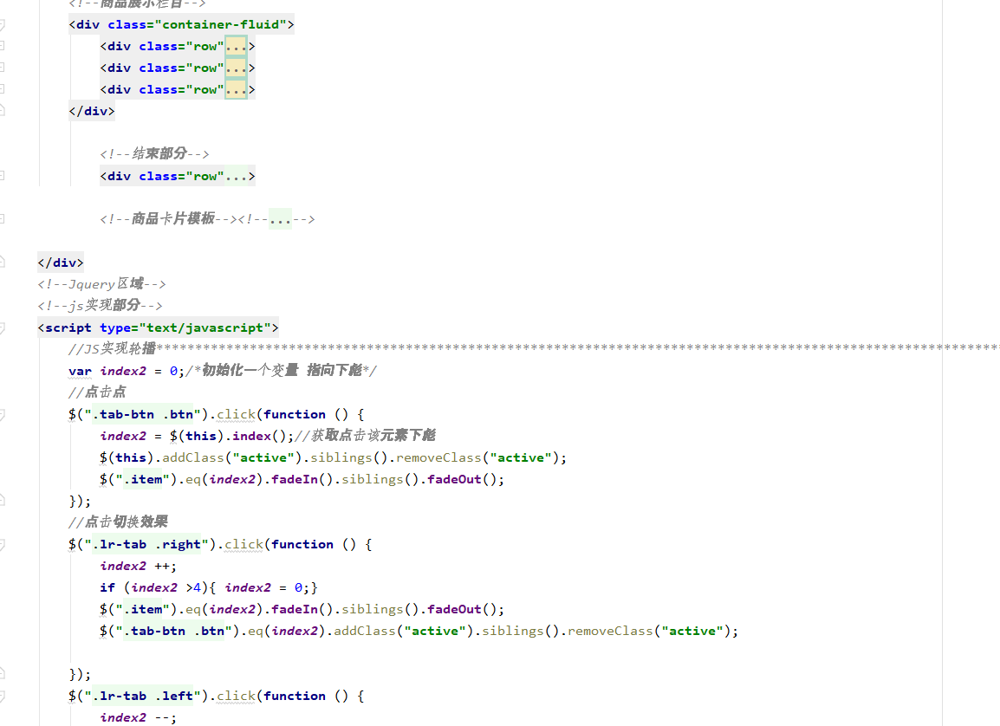 <!--商品展示栏目-->
<div class="container-fluid">
<div class="row"...>
<div class="row"...>
<div class="row"...>
</div>
<!--结束部分-->
<div class="row"...>
<!--商品卡片模板--><!--...-->
</div>
<!--Jquery区域-->
<!--js实现部分-->
<script type="text/javascript">
//JS实现轮播************************************************************************************************************
var index2 = 0;/*初始化一个变量 指向下彪*/
//点击点
$(".tab-btn .btn").click(function () {
index2 = $(this).index();//获取点击该元素下彪
$(this).addClass("active").siblings().removeClass("active");
$(".item").eq(index2).fadeIn().siblings().fadeOut();
});
//点击切换效果
$(".lr-tab .right").click(function () {
index2 ++;
if (index2 >4){ index2 = 0;}
$(".item").eq(index2).fadeIn().siblings().fadeOut();
$(".tab-btn .btn").eq(index2).addClass("active").siblings().removeClass("active");
});
$(".lr-tab .left").click(function () {
index2 --;